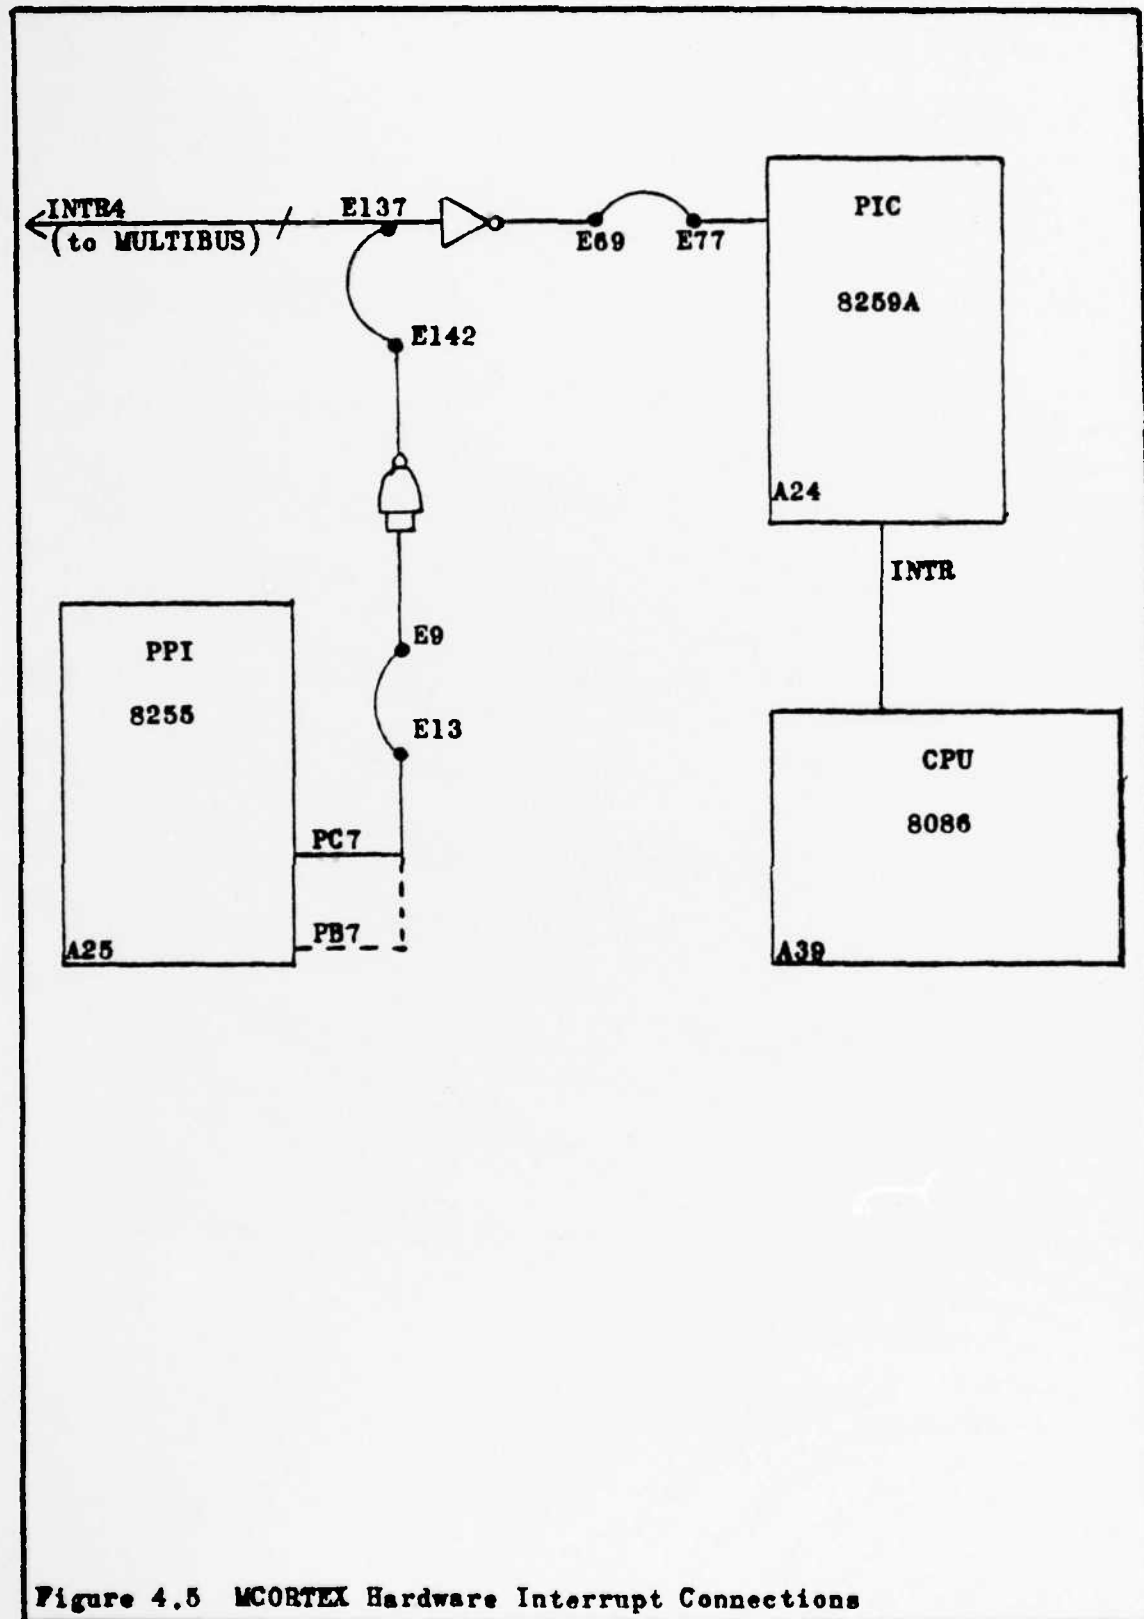 INTR4
(to MULTIBUS)
E137
E69
E77
PIC
8259A
A24
E142
INTR
E9
E13
PPI
8255
PC7
PB7
A25
CPU
8086
A39
Figure 4.5 MCORTEX Hardware Interrupt Connections